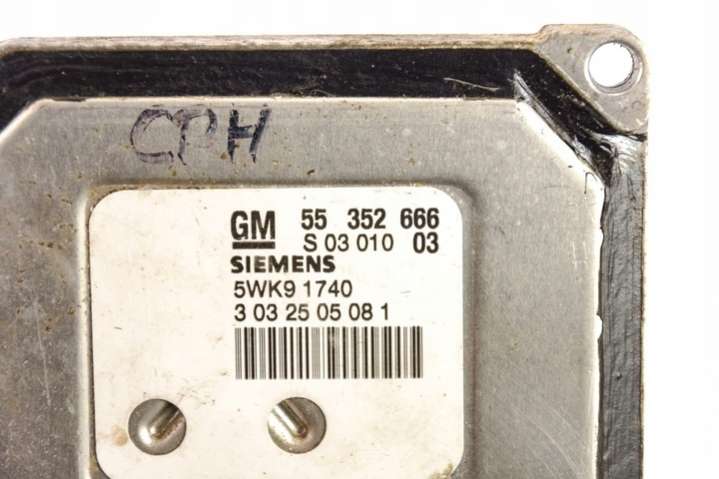 CPH
GM 55 352 666
S 03 010 03
SIEMENS
5WK9 1740
3 03 25 05 08 1